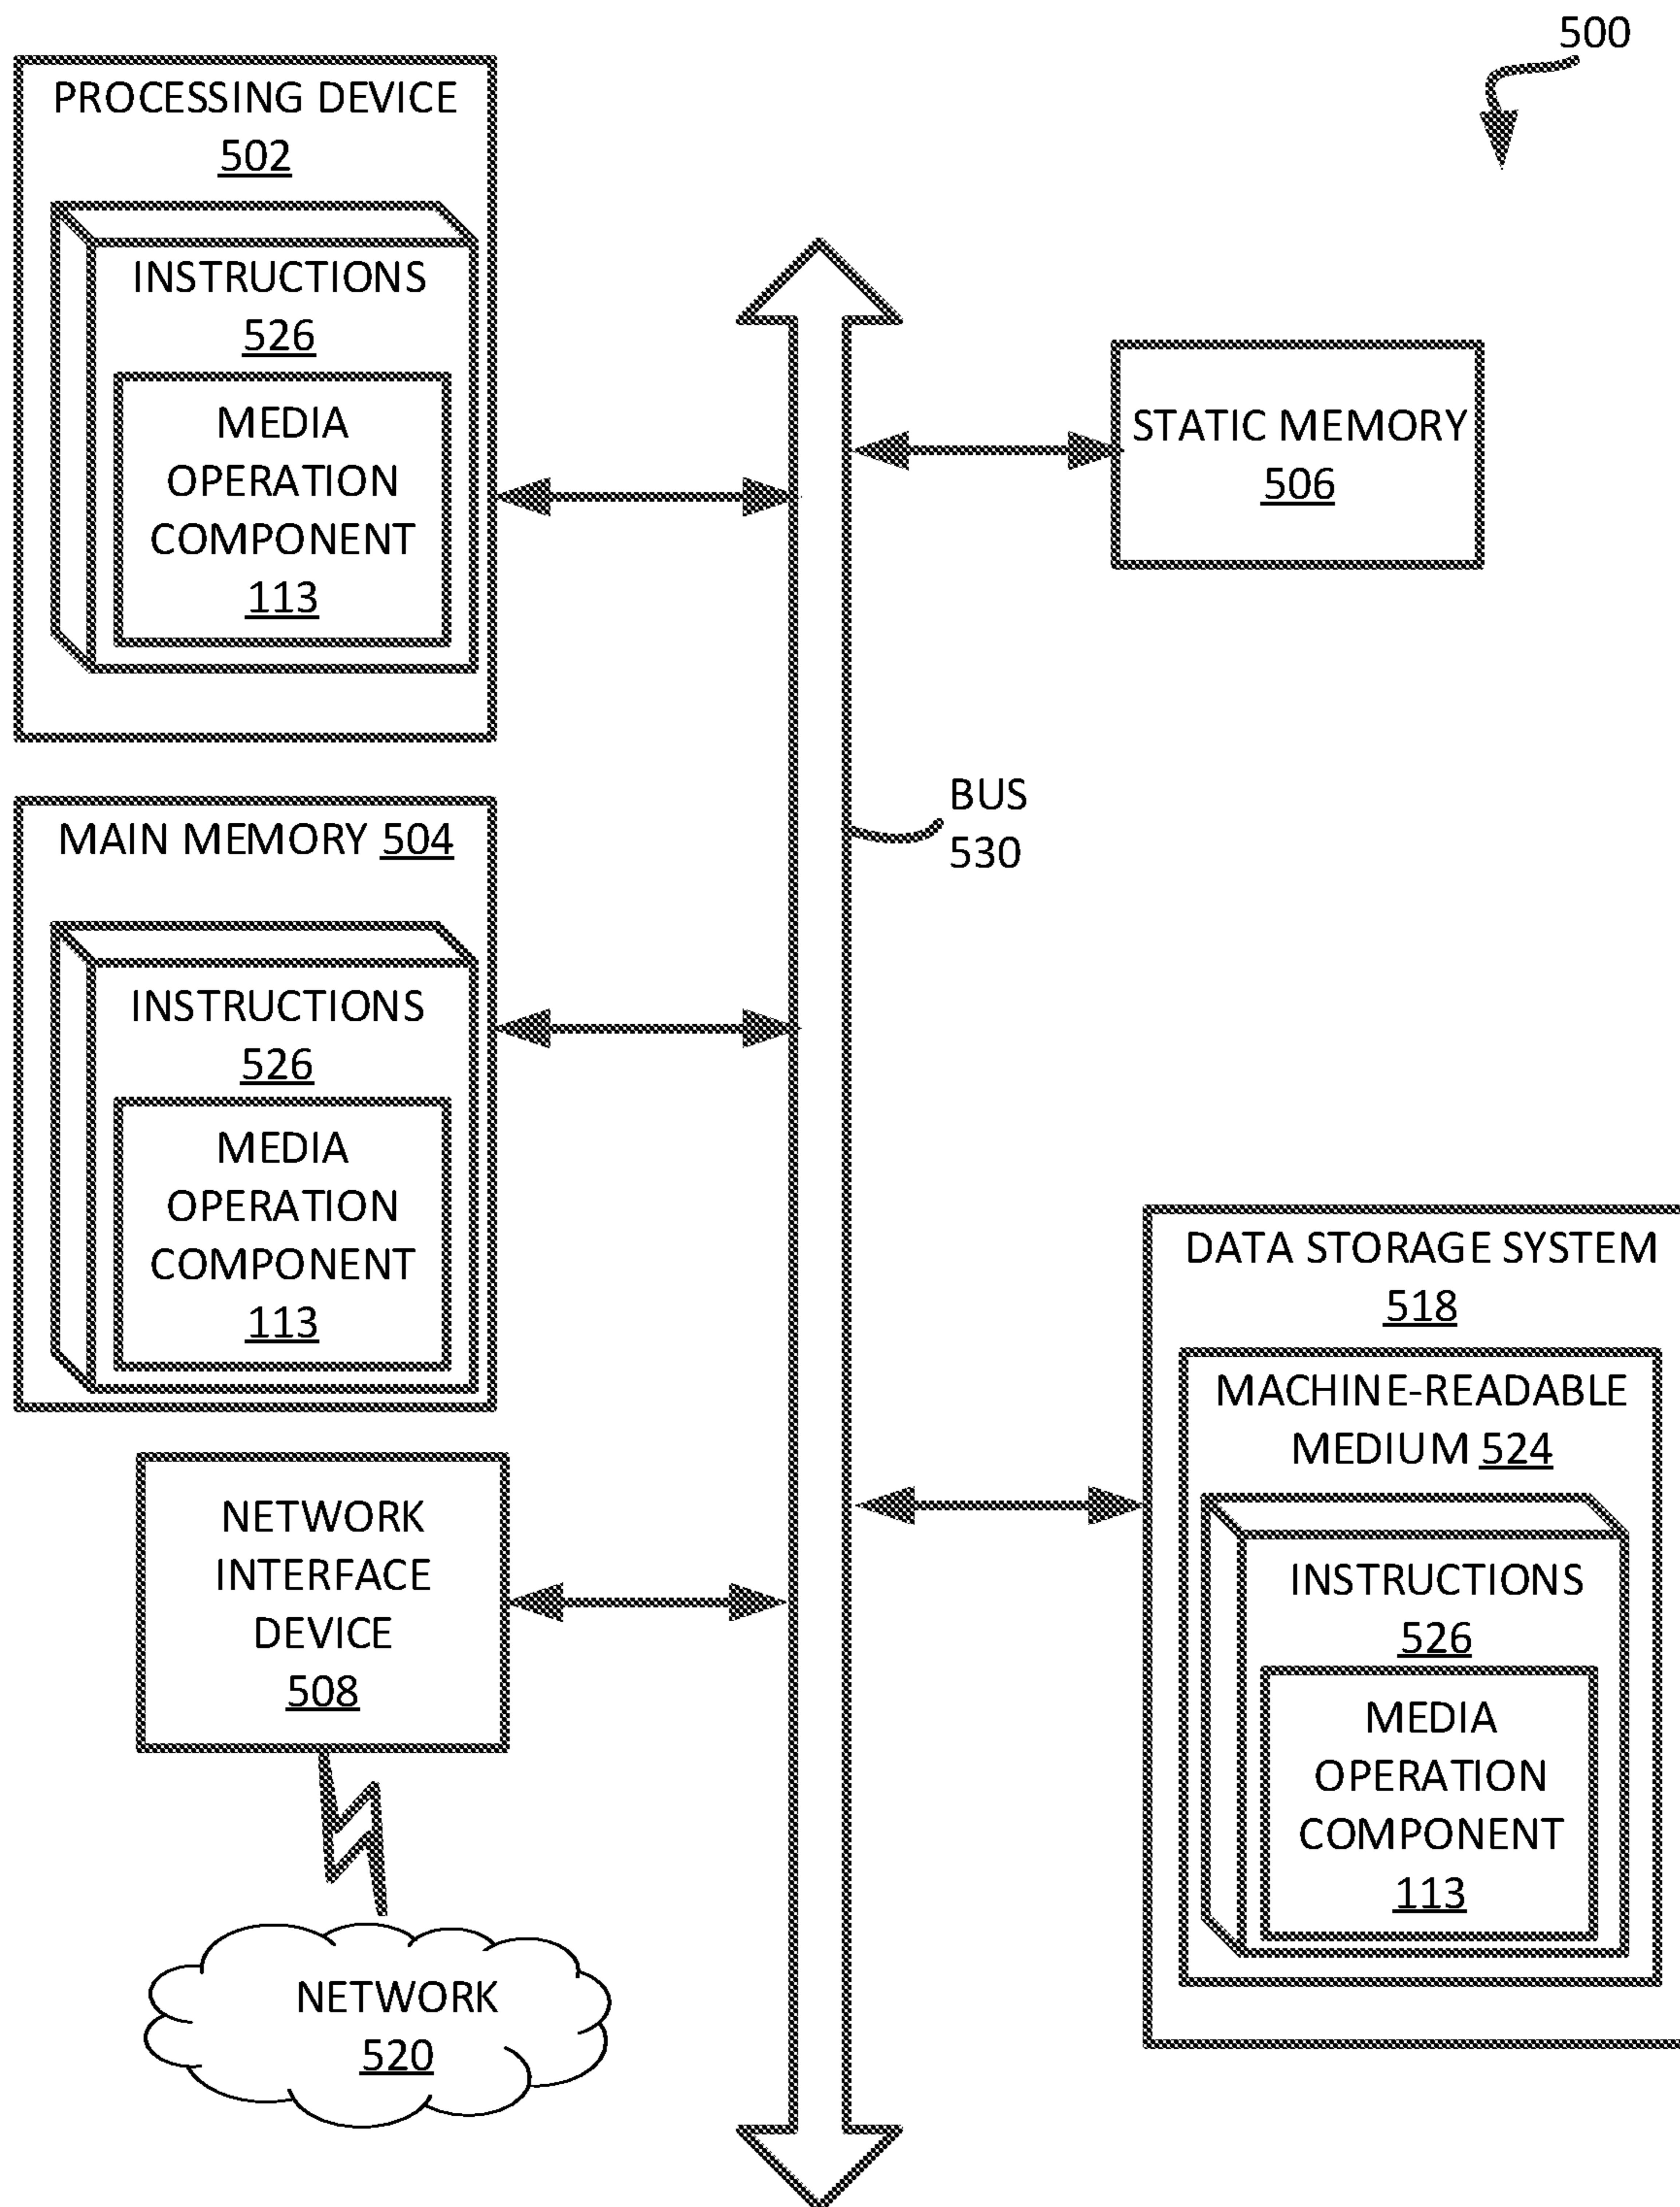 500
PROCESSING DEVICE
502
INSTRUCTIONS
526
MEDIA
OPERATION
COMPONENT
113
STATIC MEMORY
506
BUS
530
MAIN MEMORY 504
INSTRUCTIONS
526
MEDIA
OPERATION
COMPONENT
113
DATA STORAGE SYSTEM
518
MACHINE-READABLE
MEDIUM 524
INSTRUCTIONS
526
MEDIA
OPERATION
COMPONENT
113
NETWORK
INTERFACE
DEVICE
508
NETWORK
520